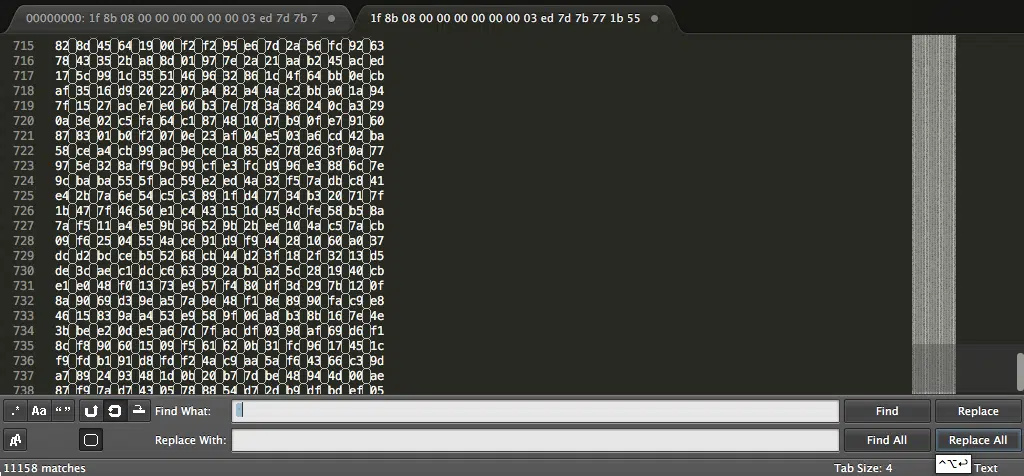 00000000: 1f 8b 08 00 00 00 00 00 00 03 ed 7d 7b 7
1f 8b 08 00 00 00 00 00 00 03 ed 7d 7b 77 1b 55
715 82 8d 45 64 19 00 f2 f2 95 e6 7d 2a 56 fc 92 63
716 78 43 35 2b a8 8d 01 97 7e 2a 21 aa b2 45 ac ed
717 17 5c 99 1c 35 51 46 96 32 86 1c 4f 64 bb 0e cb
718 af 35 16 d9 20 22 07 a4 82 a4 4a c2 bb a0 1a 94
719 7f 15 27 ac e7 e0 60 b3 7e 78 3a 86 24 0c a3 29
720 0a 3e 02 c5 fa 64 c1 87 48 10 d7 b9 0f e7 91 60
721 87 83 01 b0 f2 07 0e 23 af 04 e5 03 a6 cd 42 ba
722 58 ce a4 cb 99 ac 9e ce 1a 85 e2 78 26 3f 0a 77
723 97 5e 32 8a f9 9c 99 cf e3 fc d9 96 e3 88 6c 7e
724 9c ba ba 55 5f ac 59 e2 ed 4a 32 f5 7a db c8 41
725 e4 2b 7a 6e 54 c5 c3 89 1f d4 77 34 b3 20 71 7f
726 1b 47 7f 46 50 e1 c4 43 15 1d 45 4c fe 58 b5 8a
727 7a f5 11 a4 e5 9b 36 52 9b 2b ee 10 4a c5 7a cb
728 09 f6 25 04 55 4a ce 91 d9 f9 44 28 10 60 a0 37
729 dc d2 bc ce b5 52 68 cb 44 d2 3f 18 2f 32 13 d5
730 de 3c ae c1 dc c6 63 39 2a b1 a2 5c 28 19 40 cb
731 e1 e0 48 f0 13 73 e9 57 f4 80 df 3d 29 7b 12 0f
732 8a 90 69 d3 9e a5 7a 9e 48 f1 8e 89 90 fa c9 e8
733 46 15 83 9a a4 53 e9 59 9f 06 a8 b3 8b 16 7e 4e
734 3b be e2 0d e5 a6 7d 7f ac df 03 98 af 69 d6 f1
735 8c f8 90 60 15 09 f5 61 62 0b 31 fc 96 17 45 1c
736 f9 fd b1 91 d8 fd f2 4a c9 aa 5a f6 43 66 c3 9d
737 a7 89 24 93 48 1d 0b 20 b7 7d be 48 94 4d 00 ae
738 87 f9 7a d7 43 05 78 88 54 d7 2d b9 df bd ef 05
.* Aa “” Find What: Find Replace
Replace With: Find All Replace All
11158 matches Tab Size: 4 Text